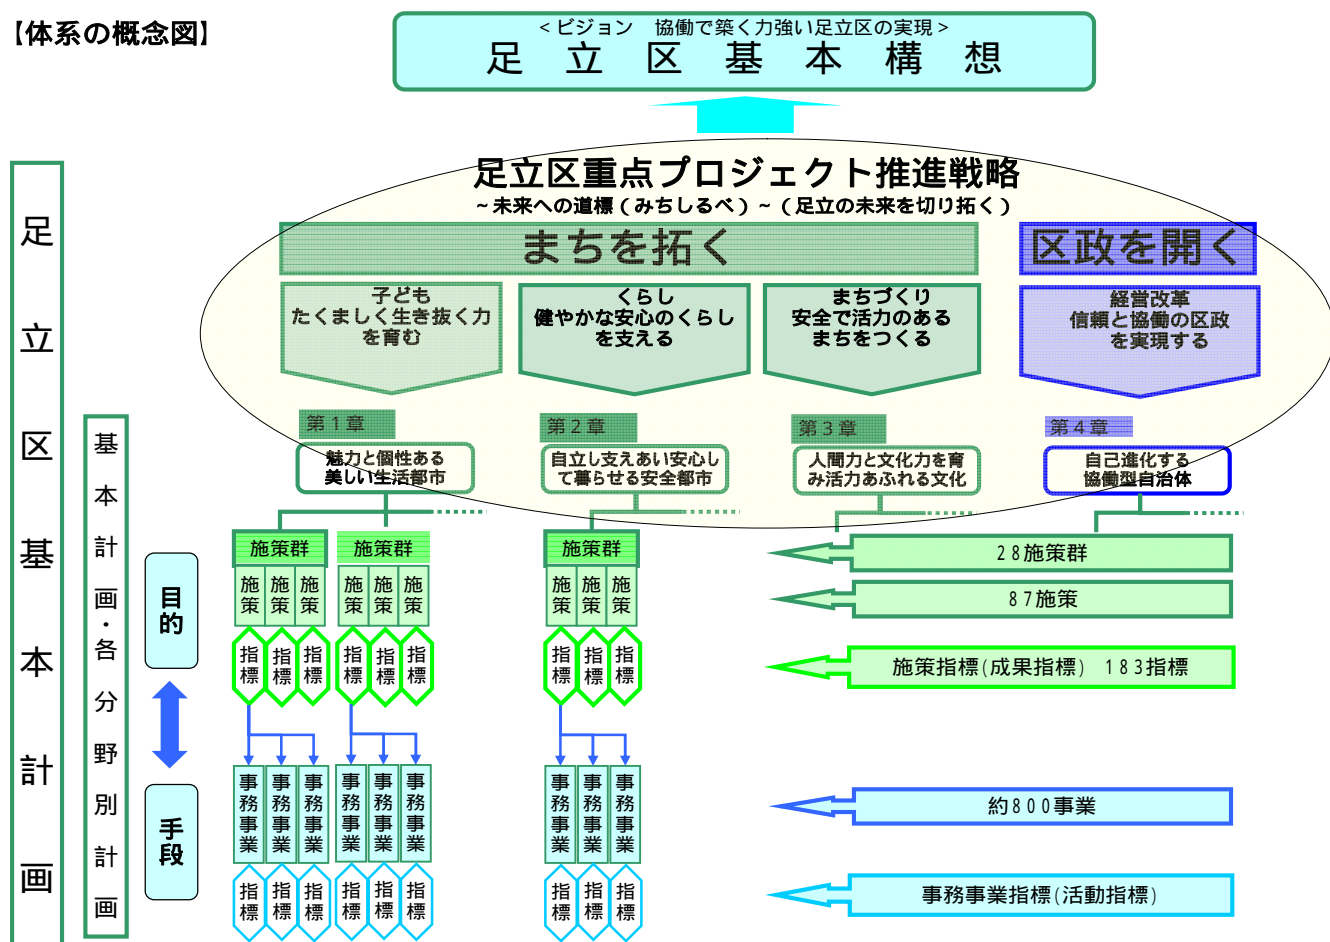 【体系の概念図】
＜ビジョン　協働で築く力強い足立区の実現＞
足立区基本構想
足立区重点プロジェクト推進戦略
～未来への道標（みちしるべ）～（足立の未来を切り拓く）
まちを拓く
区政を開く
子ども
たくましく生き抜く力
を育む
くらし
健やかな安心のくらし
を支える
まちづくり
安全で活力のある
まちをつくる
経営改革
信頼と協働の区政
を実現する
第１章
魅力と個性ある
美しい生活都市
第２章
自立し支えあい安心し
て暮らせる安全都市
第３章
人間力と文化力を育
み活力あふれる文化
第４章
自己進化する
協働型自治体
足立区基本計画
基本計画・各分野別計画
目的
手段
施策群
施策群
施策群
28施策群
施策
施策
施策
施策
施策
施策
施策
施策
施策
87施策
指標
指標
指標
指標
指標
指標
指標
指標
指標
施策指標(成果指標)　183指標
事務事業
事務事業
事務事業
事務事業
事務事業
事務事業
事務事業
事務事業
事務事業
約800事業
指標
指標
指標
指標
指標
指標
指標
指標
指標
事務事業指標(活動指標)